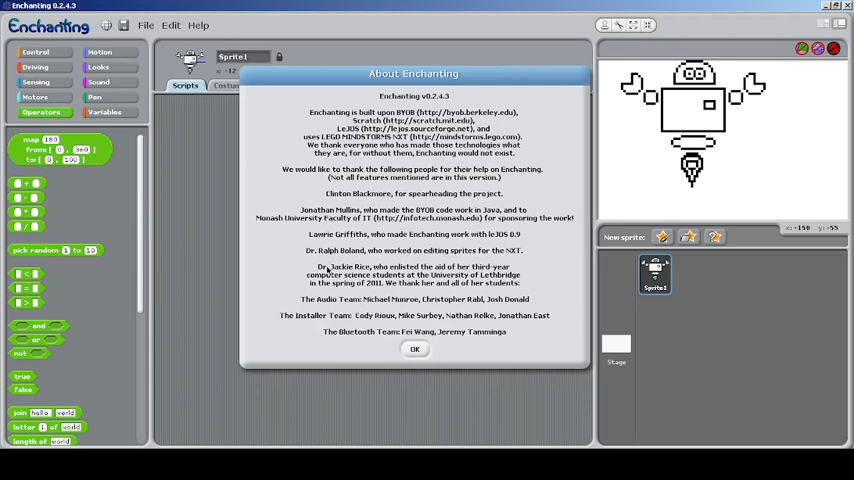 Enchanting 0.2.4.3
Enchanting
File Edit Help
Control Motion
Driving Looks
Sensing Sound
Motors Pen
Operators Variables
map 180
from: [ 0 , 360 ]
to: [ 0 , 100 ]
+
-
*
/
pick random 1 to 10
<
=
>
and
or
not
true
false
join hello world
letter 1 of world
length of world
Sprite1
x: -12
Scripts Costum
About Enchanting
Enchanting v0.2.4.3
Enchanting is built upon BYOB (http://byob.berkeley.edu),
Scratch (http://scratch.mit.edu),
LeJOS (http://lejos.sourceforge.net), and
uses LEGO MINDSTORMS NXT (http://mindstorms.lego.com).
We thank everyone who has made those technologies what
they are, for without them, Enchanting would not exist.
We would like to thank the following people for their help on Enchanting.
(Not all features mentioned are in this version.)
Clinton Blackmore, for spearheading the project.
Jonathan Mullins, who made the BYOB code work in Java, and to
Monash University Faculty of IT (http://infotech.monash.edu) for sponsoring the work!
Lawrie Griffiths, who made Enchanting work with leJOS 0.9
Dr. Ralph Boland, who worked on editing sprites for the NXT.
Dr. Jackie Rice, who enlisted the aid of her third-year
computer science students at the University of Lethbridge
in the spring of 2011. We thank her and all of her students:
The Audio Team: Michael Munroe, Christopher Rabl, Josh Donald
The Installer Team: Cody Rioux, Mike Surbey, Nathan Relke, Jonathan East
The Bluetooth Team: Fei Wang, Jeremy Tamminga
OK
x: -150 y: -55
New sprite:
Sprite1
Stage